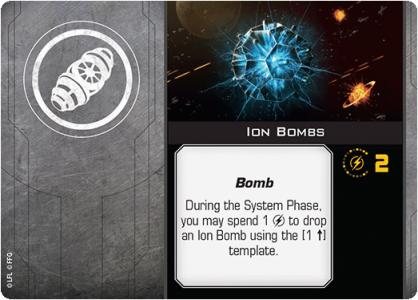 Ion Bombs
2
Bomb
During the System Phase,
you may spend 1 to drop
an Ion Bomb using the [1 ↑]
template.
© LFL © FFG